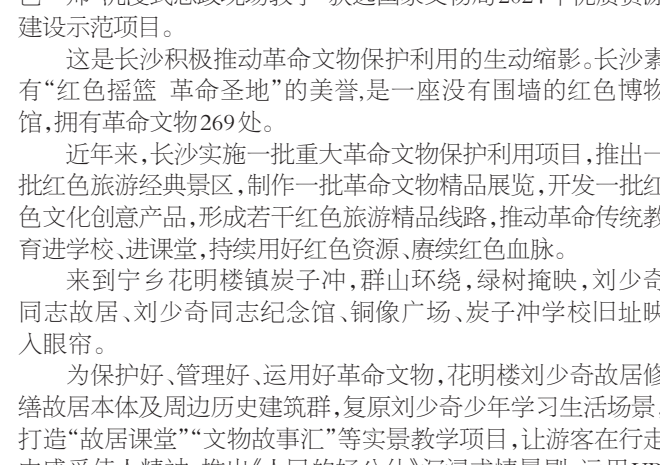 建设示范项目。
这是长沙积极推动革命文物保护利用的生动缩影。长沙素
有“红色摇篮 革命圣地”的美誉,是一座没有围墙的红色博物
馆,拥有革命文物269处。
近年来,长沙实施一批重大革命文物保护利用项目,推出一
批红色旅游经典景区,制作一批革命文物精品展览,开发一批红
色文化创意产品,形成若干红色旅游精品线路,推动革命传统教
育进学校、进课堂,持续用好红色资源、赓续红色血脉。
来到宁乡花明楼镇炭子冲,群山环绕,绿树掩映,刘少奇
同志故居、刘少奇同志纪念馆、铜像广场、炭子冲学校旧址映
入眼帘。
为保护好、管理好、运用好革命文物,花明楼刘少奇故居修
缮故居本体及周边历史建筑群,复原刘少奇少年学习生活场景,
打造“故居课堂”“文物故事汇”等实景教学项目,让游客在行走